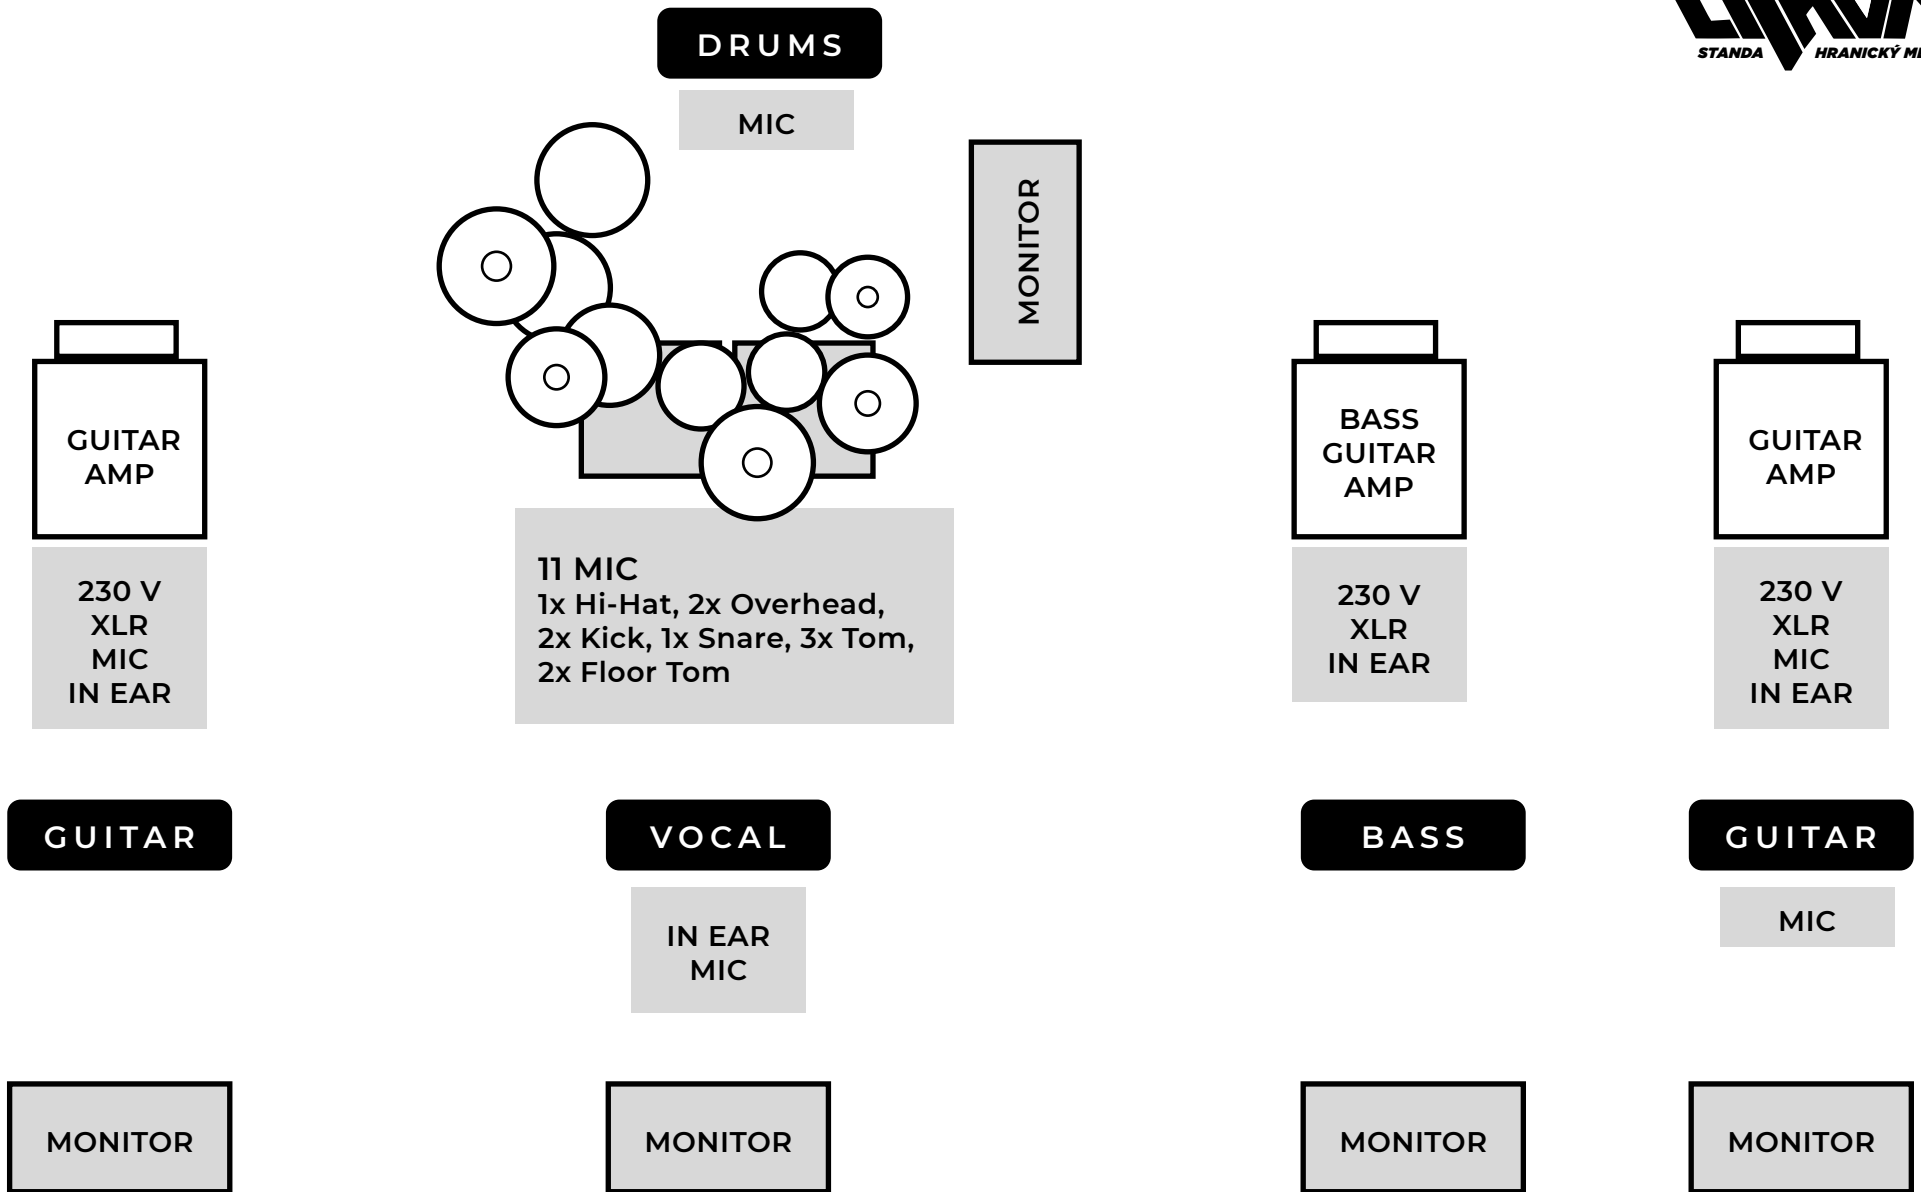 DRUMS
MIC
STANDA
HRANICKÝ
MONITOR
GUITAR
AMP
BASS
GUITAR
AMP
GUITAR
AMP
230 V
XLR
MIC
IN EAR
11 MIC
1x Hi-Hat, 2x Overhead,
2x Kick, 1x Snare, 3x Tom,
2x Floor Tom
230 V
XLR
IN EAR
230 V
XLR
MIC
IN EAR
GUITAR
VOCAL
BASS
GUITAR
IN EAR
MIC
MIC
MONITOR
MONITOR
MONITOR
MONITOR